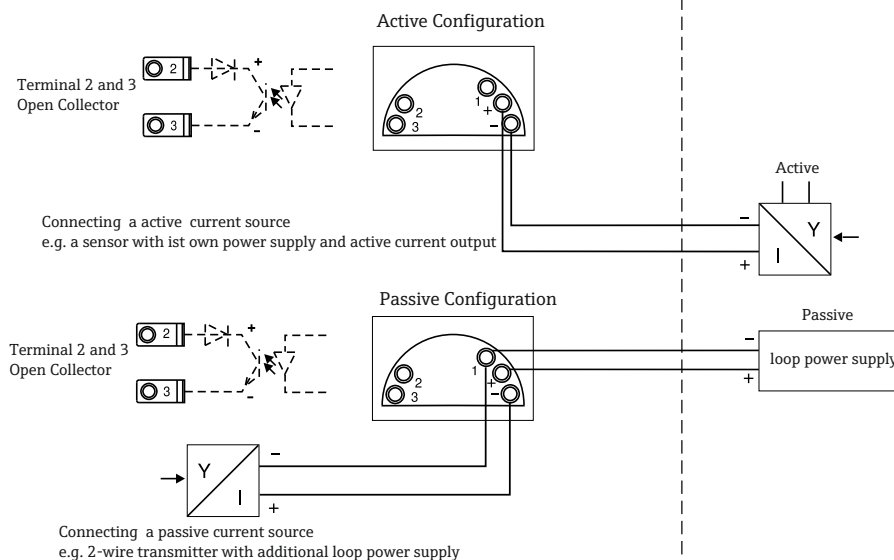 Active Configuration
2
Terminal 2 and 3
Open Collector
3
+
-
1
2
+
3
-
Active
Connecting a active current source
e.g. a sensor with ist own power supply and active current output
-
Y
I
+
Passive Configuration
Passive
2
Terminal 2 and 3
Open Collector
3
+
-
1
2
+
3
-
-
loop power supply
+
Y
I
-
+
Connecting a passive current source
e.g. 2-wire transmitter with additional loop power supply